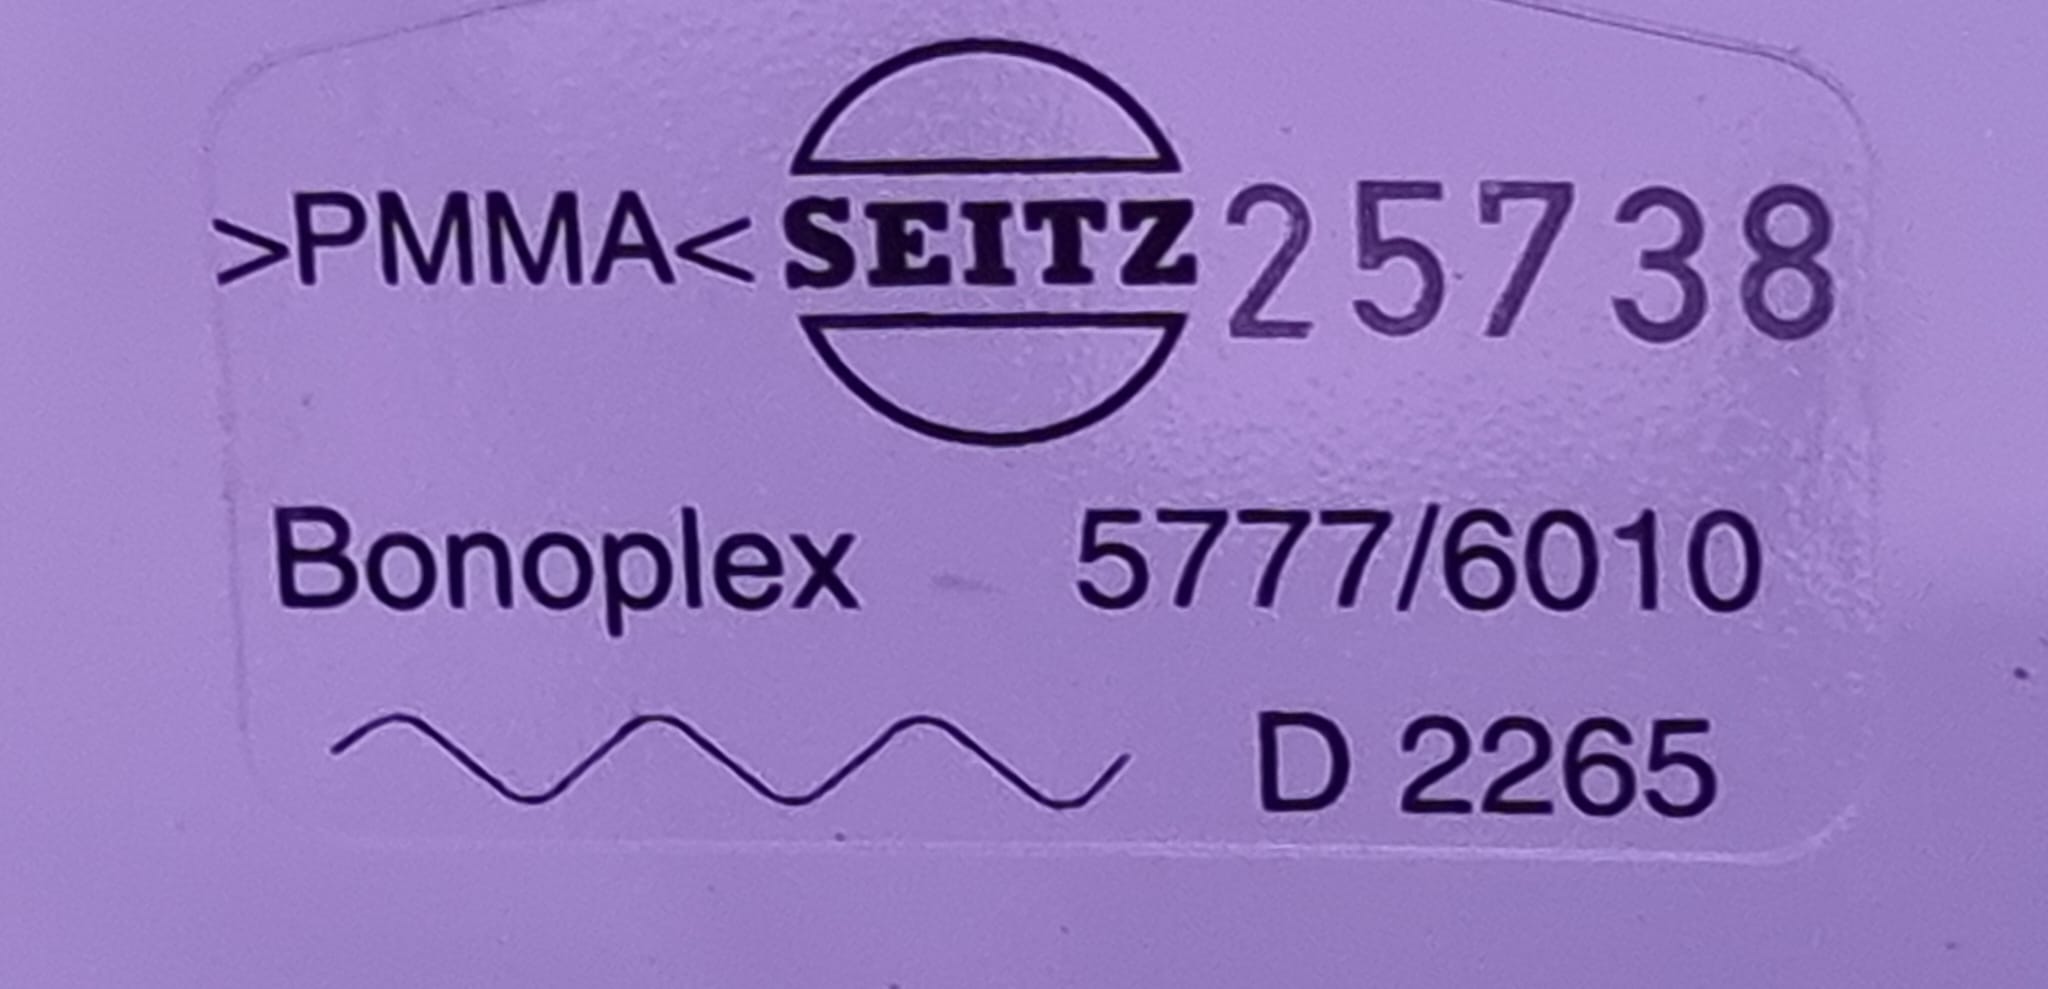 >PMMA< SEITZ 25738
Bonoplex 5777/6010
D 2265